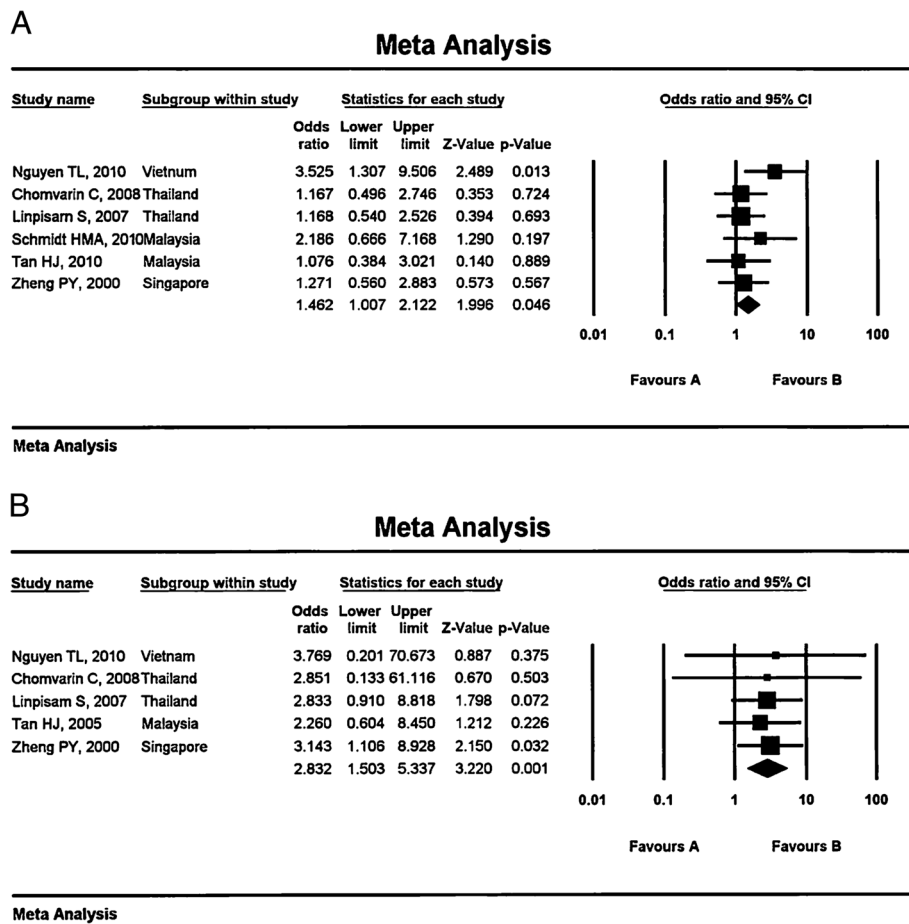 A
Meta Analysis
Study name Subgroup within study Statistics for each study Odds ratio and 95% CI
Odds Lower Upper
ratio limit limit Z-Value p-Value
Nguyen TL, 2010 Vietnum 3.525 1.307 9.506 2.489 0.013
Chomvarin C, 2008 Thailand 1.167 0.496 2.746 0.353 0.724
Linpisarn S, 2007 Thailand 1.168 0.540 2.526 0.394 0.693
Schmidt HMA, 2010 Malaysia 2.186 0.666 7.168 1.290 0.197
Tan HJ, 2010 Malaysia 1.076 0.384 3.021 0.140 0.889
Zheng PY, 2000 Singapore 1.271 0.560 2.883 0.573 0.567
1.462 1.007 2.122 1.996 0.046
0.01 0.1 1 10 100
Favours A Favours B
Meta Analysis
B
Meta Analysis
Study name Subgroup within study Statistics for each study Odds ratio and 95% CI
Odds Lower Upper
ratio limit limit Z-Value p-Value
Nguyen TL, 2010 Vietnam 3.769 0.201 70.673 0.887 0.375
Chomvarin C, 2008 Thailand 2.851 0.133 61.116 0.670 0.503
Linpisarn S, 2007 Thailand 2.833 0.910 8.818 1.798 0.072
Tan HJ, 2005 Malaysia 2.260 0.604 8.450 1.212 0.226
Zheng PY, 2000 Singapore 3.143 1.106 8.928 2.150 0.032
2.832 1.503 5.337 3.220 0.001
0.01 0.1 1 10 100
Favours A Favours B
Meta Analysis